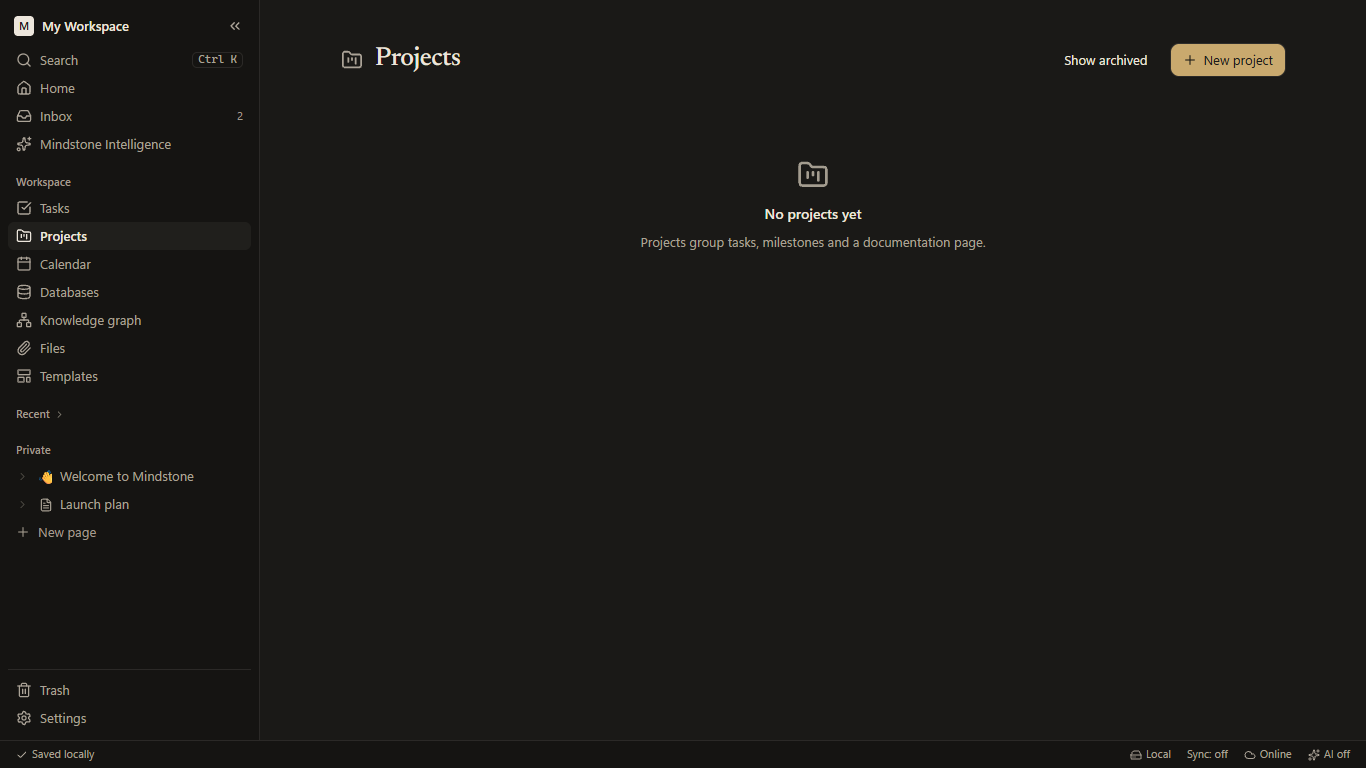 M My Workspace
Search Ctrl K
Home
Inbox 2
Mindstone Intelligence
Workspace
Tasks
Projects
Calendar
Databases
Knowledge graph
Files
Templates
Recent
Private
Welcome to Mindstone
Launch plan
New page
Trash
Settings
Projects
Show archived
New project
No projects yet
Projects group tasks, milestones and a documentation page.
Saved locally
Local
Sync: off
Online
AI off